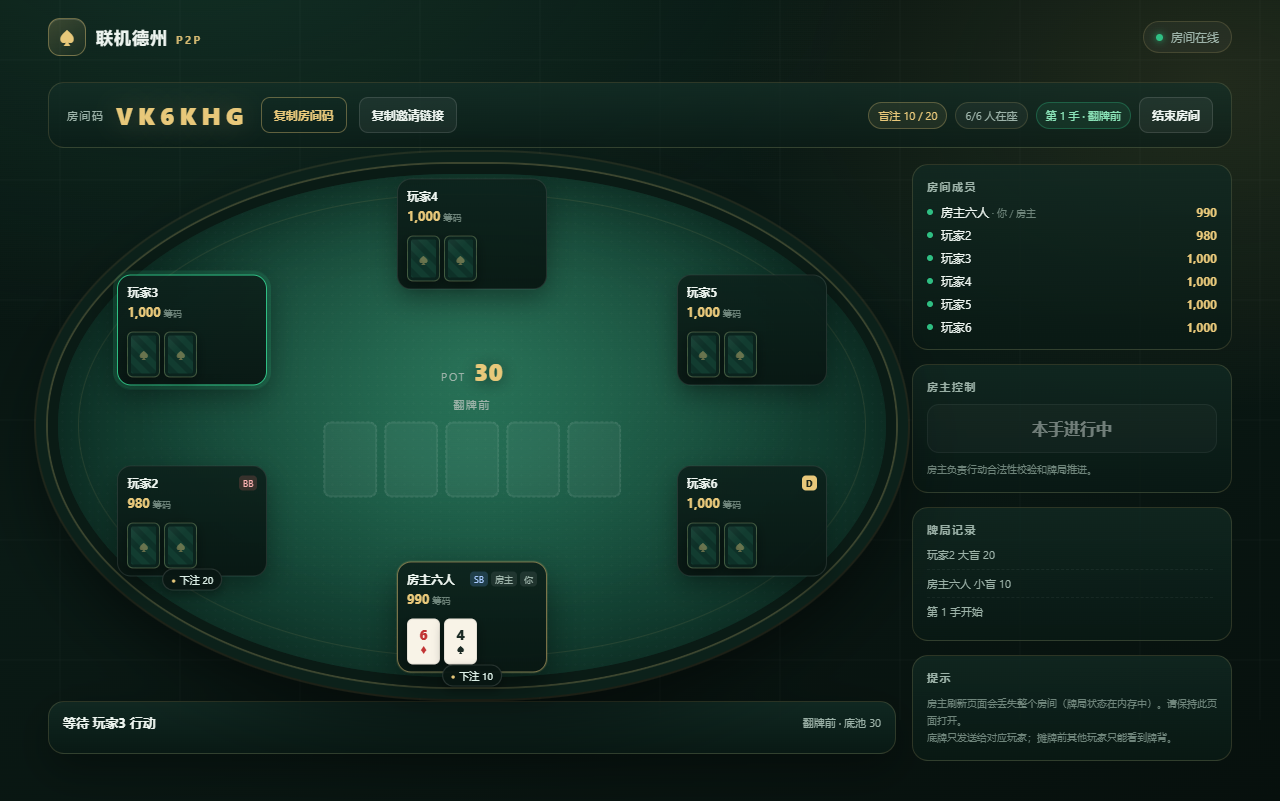 联机德州 P2P
房间在线
房间码 VK6KHG 复制房间码 复制邀请链接
盲注 10 / 20 6/6 人在座 第 1 手 · 翻牌前 结束房间
玩家4
1,000 筹码
玩家3
1,000 筹码
玩家5
1,000 筹码
POT 30
翻牌前
玩家2 BB
980 筹码
下注 20
玩家6 D
1,000 筹码
房主六人 SB 房主 你
990 筹码
6 4
下注 10
等待 玩家3 行动
翻牌前 · 底池 30
房间成员
房主六人 · 你 / 房主 990
玩家2 980
玩家3 1,000
玩家4 1,000
玩家5 1,000
玩家6 1,000
房主控制
本手进行中
房主负责行动合法性校验和牌局推进。
牌局记录
玩家2 大盲 20
房主六人 小盲 10
第 1 手开始
提示
房主刷新页面会丢失整个房间（牌局状态在内存中）。请保持此页
面打开。
底牌只发送给对应玩家；摊牌前其他玩家只能看到牌背。